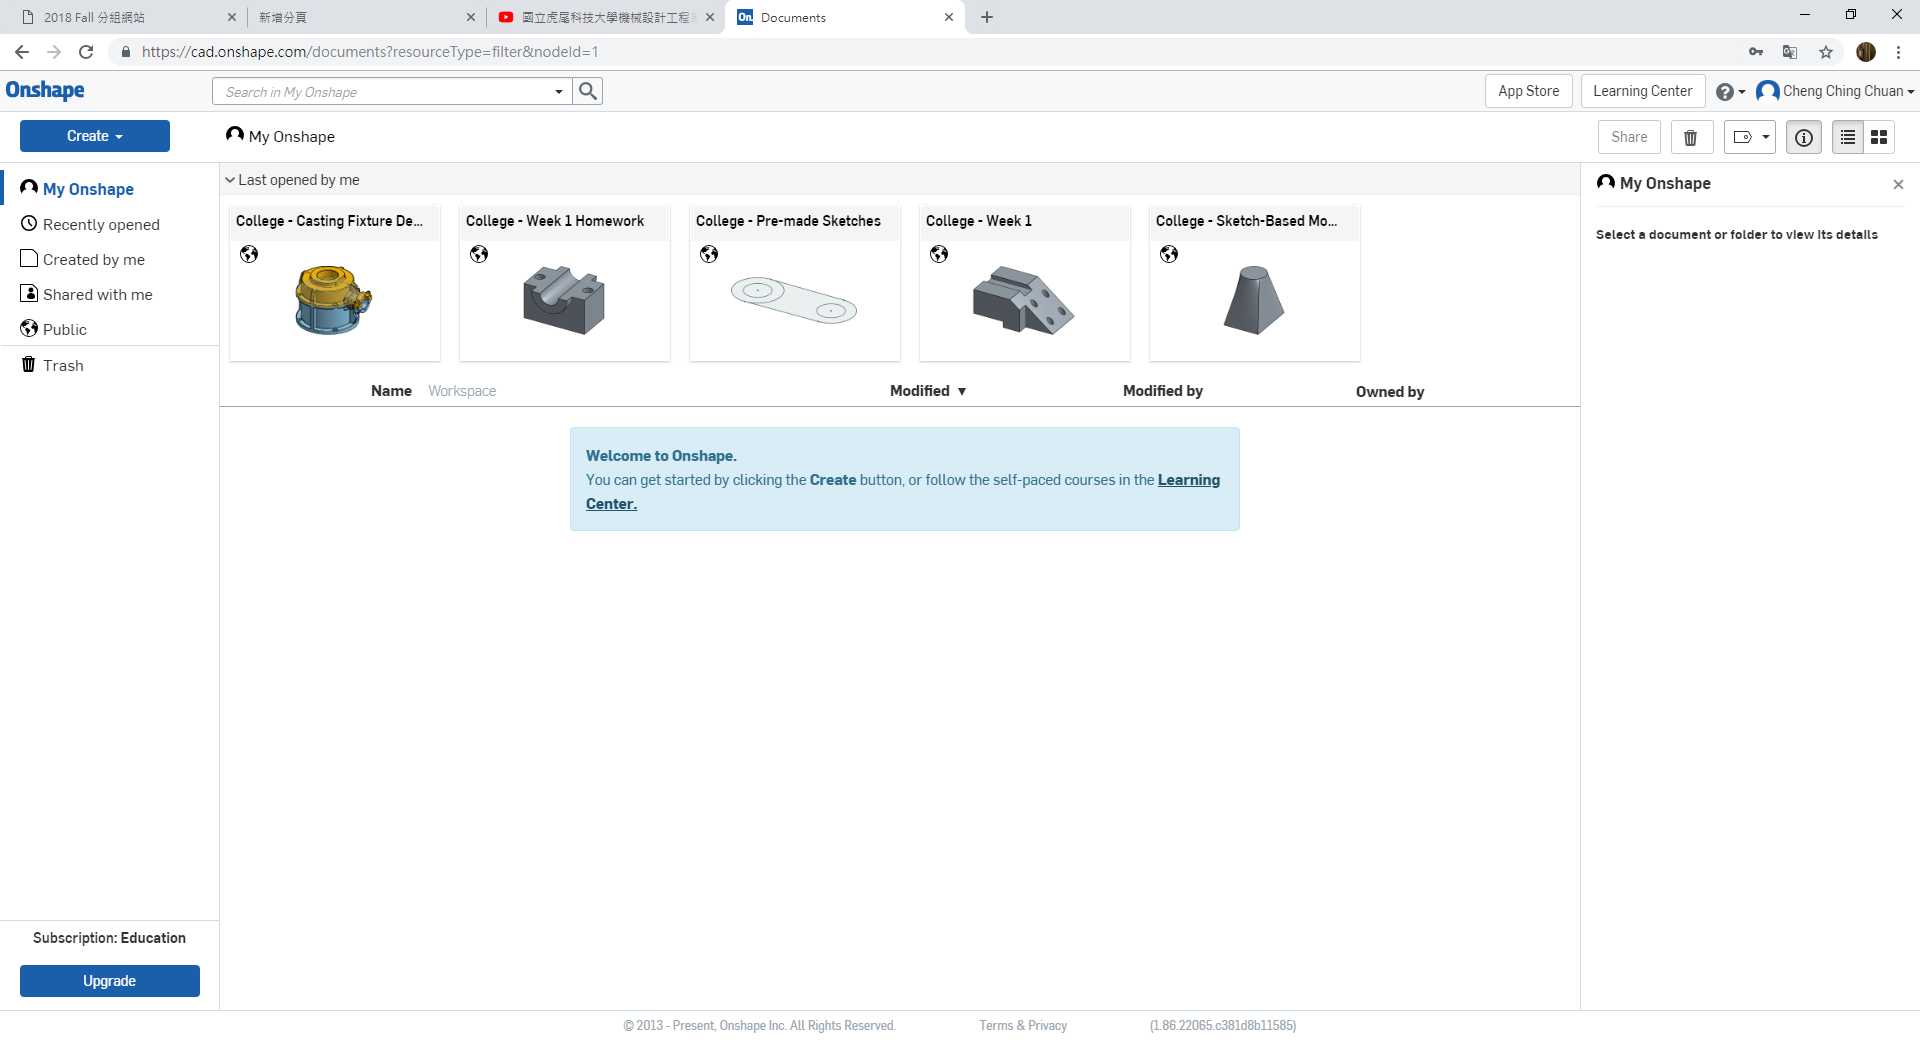 2018 Fall 分組網站
新增分頁
國立虎尾科技大學機械設計工程
Documents
https://cad.onshape.com/documents?resourceType=filter&nodeId=1
Onshape
Search in My Onshape
App Store
Learning Center
Cheng Ching Chuan
Create
My Onshape
Share
My Onshape
Recently opened
Created by me
Shared with me
Public
Trash
Last opened by me
College - Casting Fixture De...
College - Week 1 Homework
College - Pre-made Sketches
College - Week 1
College - Sketch-Based Mo...
Name
Workspace
Modified ▼
Modified by
Owned by
Welcome to Onshape.
You can get started by clicking the Create button, or follow the self-paced courses in the Learning
Center.
My Onshape
Select a document or folder to view its details
Subscription: Education
Upgrade
© 2013 - Present, Onshape Inc. All Rights Reserved.
Terms & Privacy
(1.86.22065.c381d8b11585)